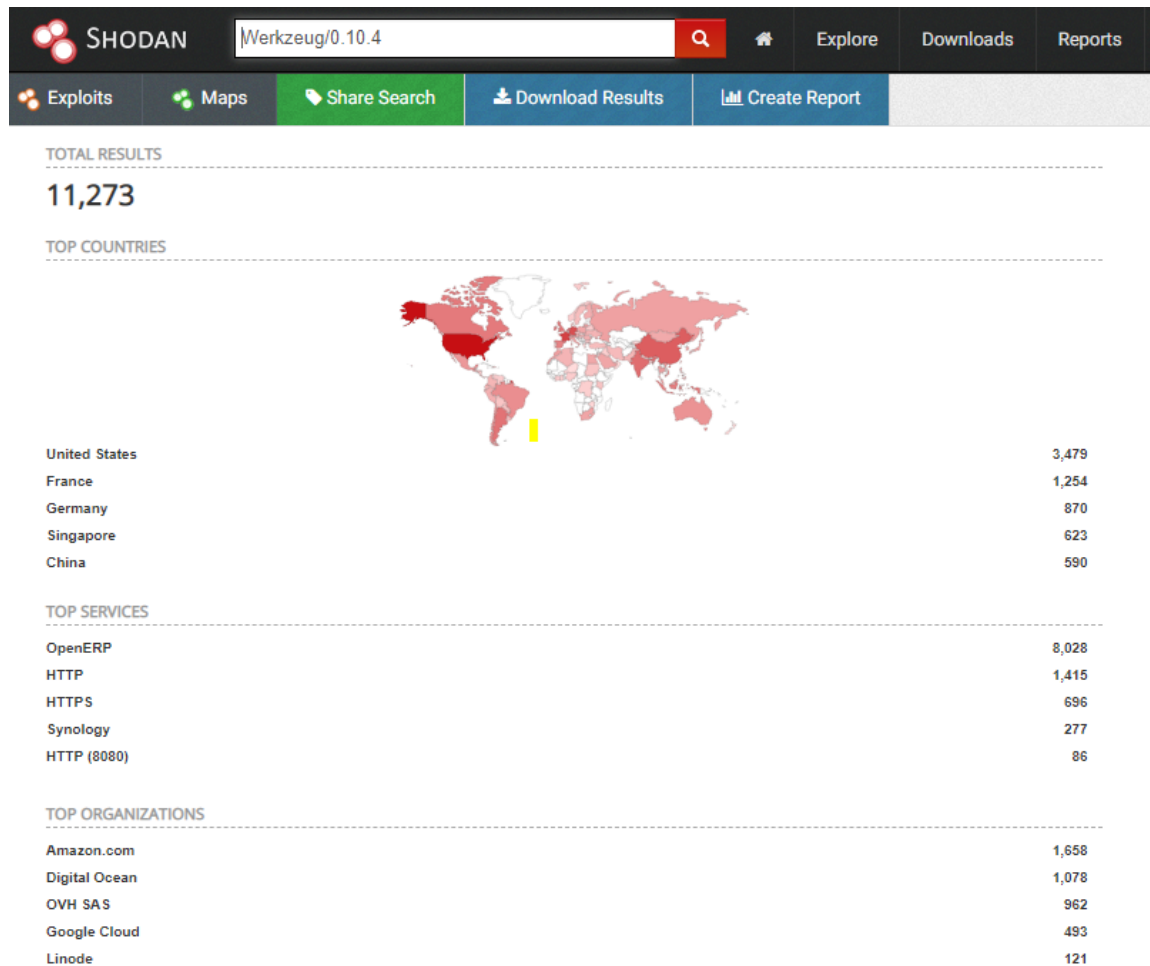 SHODAN Werkzeug/0.10.4 Explore Downloads Reports
Exploits Maps Share Search Download Results Create Report
TOTAL RESULTS
11,273
TOP COUNTRIES
United States 3,479
France 1,254
Germany 870
Singapore 623
China 590
TOP SERVICES
OpenERP 8,028
HTTP 1,415
HTTPS 696
Synology 277
HTTP (8080) 86
TOP ORGANIZATIONS
Amazon.com 1,658
Digital Ocean 1,078
OVH SAS 962
Google Cloud 493
Linode 121